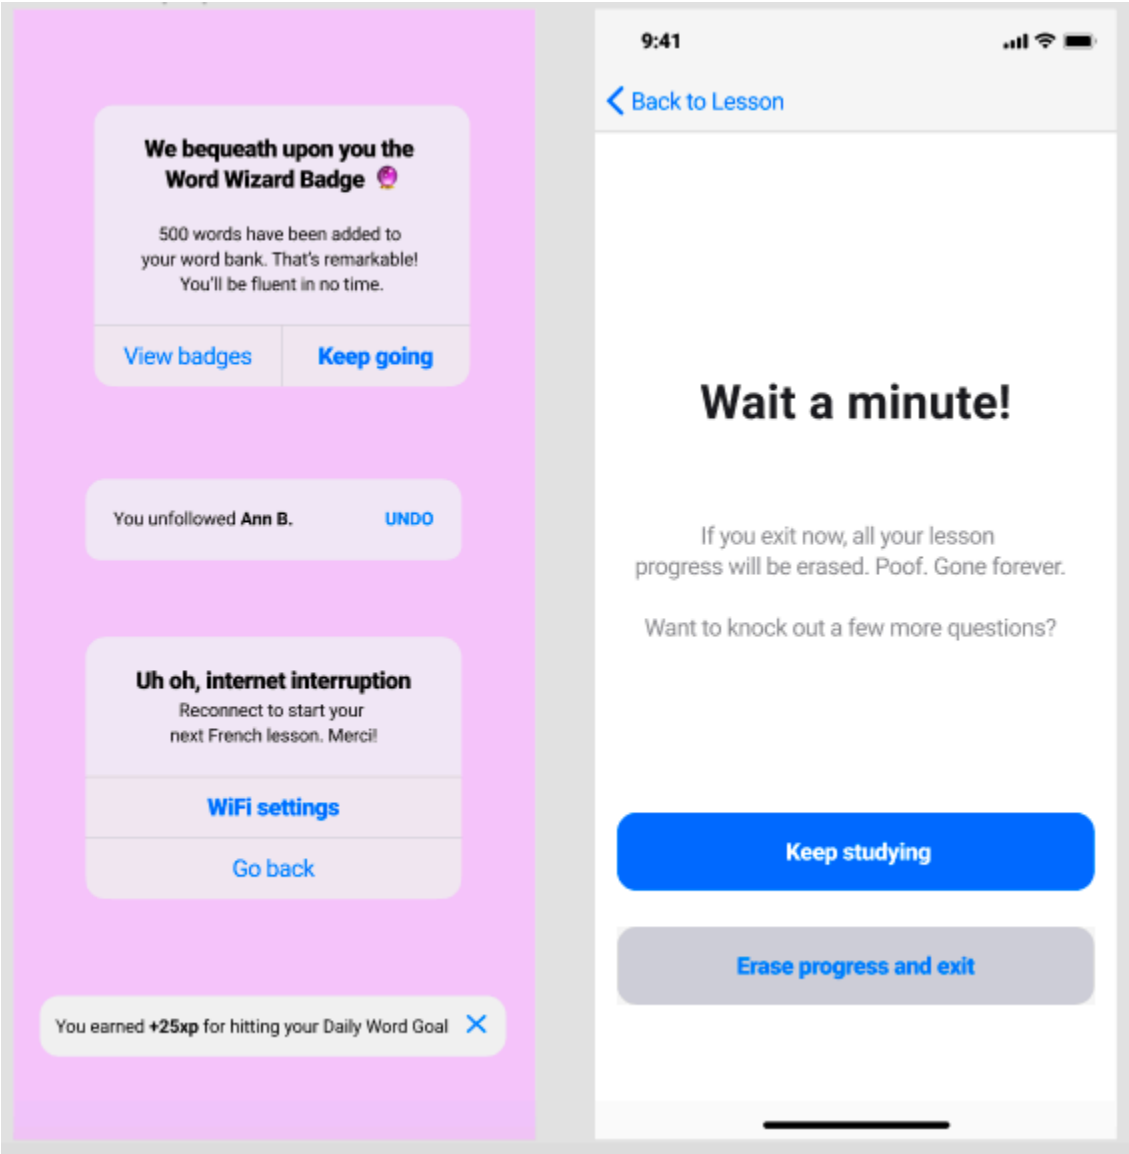 We bequeath upon you the
Word Wizard Badge 🔮
500 words have been added to
your word bank. That's remarkable!
You'll be fluent in no time.
View badges
Keep going
You unfollowed Ann B.
UNDO
Uh oh, internet interruption
Reconnect to start your
next French lesson. Merci!
WiFi settings
Go back
You earned +25xp for hitting your Daily Word Goal
9:41
Back to Lesson
Wait a minute!
If you exit now, all your lesson
progress will be erased. Poof. Gone forever.
Want to knock out a few more questions?
Keep studying
Erase progress and exit